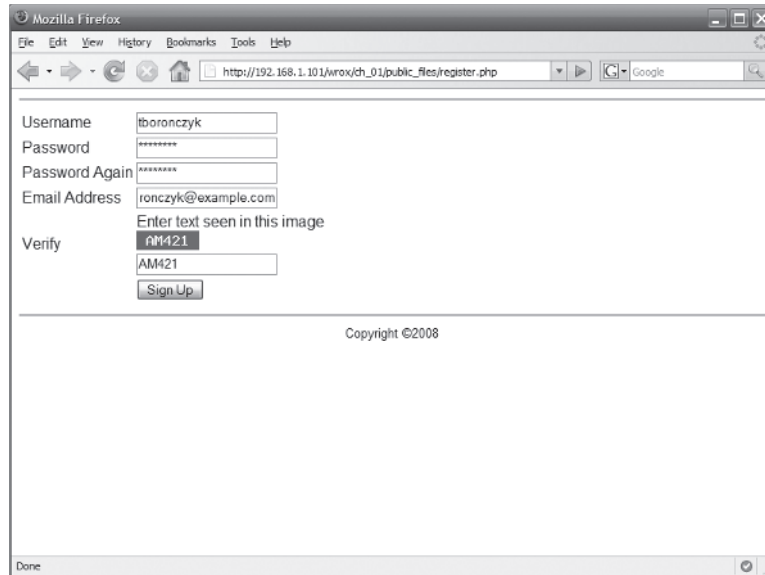 Mozilla Firefox
File Edit View History Bookmarks Tools Help
http://192.168.1.101/wrox/ch_01/public_files/register.php
G Google
Username tboronczyk
Password ********
Password Again ********
Email Address ronczyk@example.com
Enter text seen in this image
Verify AM421
AM421
Sign Up
Copyright ©2008
Done